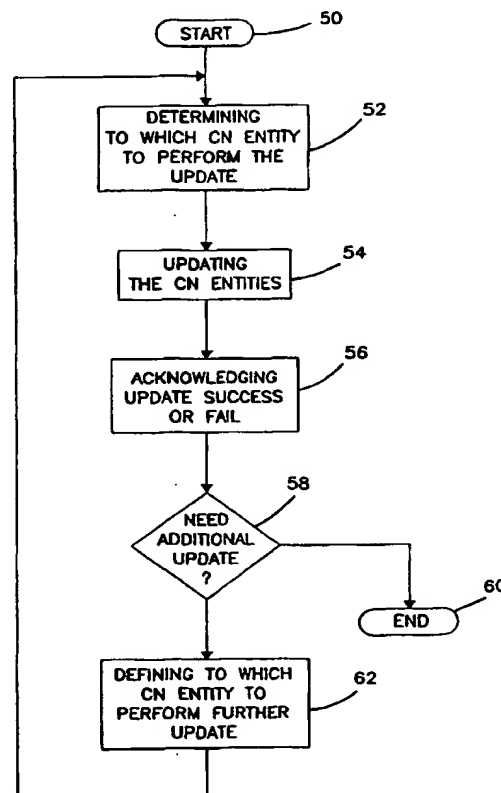 START
50
DETERMINING
TO WHICH CN ENTITY
TO PERFORM THE
UPDATE
52
UPDATING
THE CN ENTITIES
54
ACKNOWLEDGING
UPDATE SUCCESS
OR FAIL
56
NEED
ADDITIONAL
UPDATE
?
58
END
60
DEFINING TO WHICH
CN ENTITY TO
PERFORM FURTHER
UPDATE
62